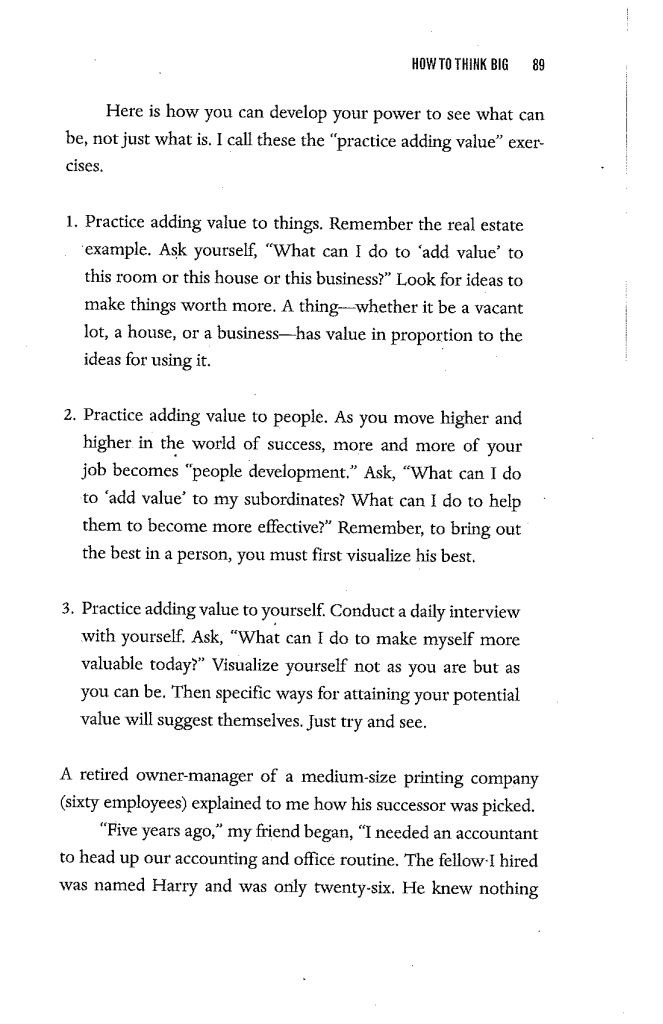 HOW TO THINK BIG 89
Here is how you can develop your power to see what can
be, not just what is. I call these the “practice adding value” exer-
cises.
1. Practice adding value to things. Remember the real estate
example. Ask yourself, “What can I do to ‘add value’ to
this room or this house or this business?” Look for ideas to
make things worth more. A thing—whether it be a vacant
lot, a house, or a business—has value in proportion to the
ideas for using it.
2. Practice adding value to people. As you move higher and
higher in the world of success, more and more of your
job becomes “people development.” Ask, “What can I do
to ‘add value’ to my subordinates? What can I do to help
them to become more effective?” Remember, to bring out
the best in a person, you must first visualize his best.
3. Practice adding value to yourself. Conduct a daily interview
with yourself. Ask, “What can I do to make myself more
valuable today?” Visualize yourself not as you are but as
you can be. Then specific ways for attaining your potential
value will suggest themselves. Just try and see.
A retired owner-manager of a medium-size printing company
(sixty employees) explained to me how his successor was picked.
“Five years ago,” my friend began, “I needed an accountant
to head up our accounting and office routine. The fellow I hired
was named Harry and was only twenty-six. He knew nothing